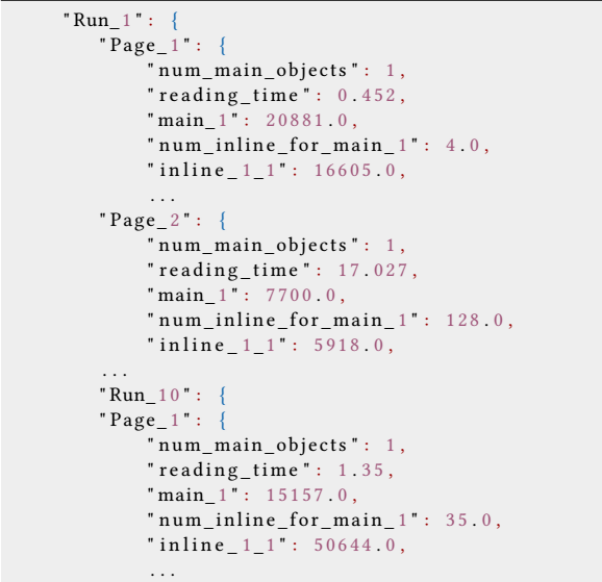 "Run_1": {
"Page_1": {
"num_main_objects": 1,
"reading_time": 0.452,
"main_1": 20881.0,
"num_inline_for_main_1": 4.0,
"inline_1_1": 16605.0,
...
"Page_2": {
"num_main_objects": 1,
"reading_time": 17.027,
"main_1": 7700.0,
"num_inline_for_main_1": 128.0,
"inline_1_1": 5918.0,
...
"Run_10": {
"Page_1": {
"num_main_objects": 1,
"reading_time": 1.35,
"main_1": 15157.0,
"num_inline_for_main_1": 35.0,
"inline_1_1": 50644.0,
...